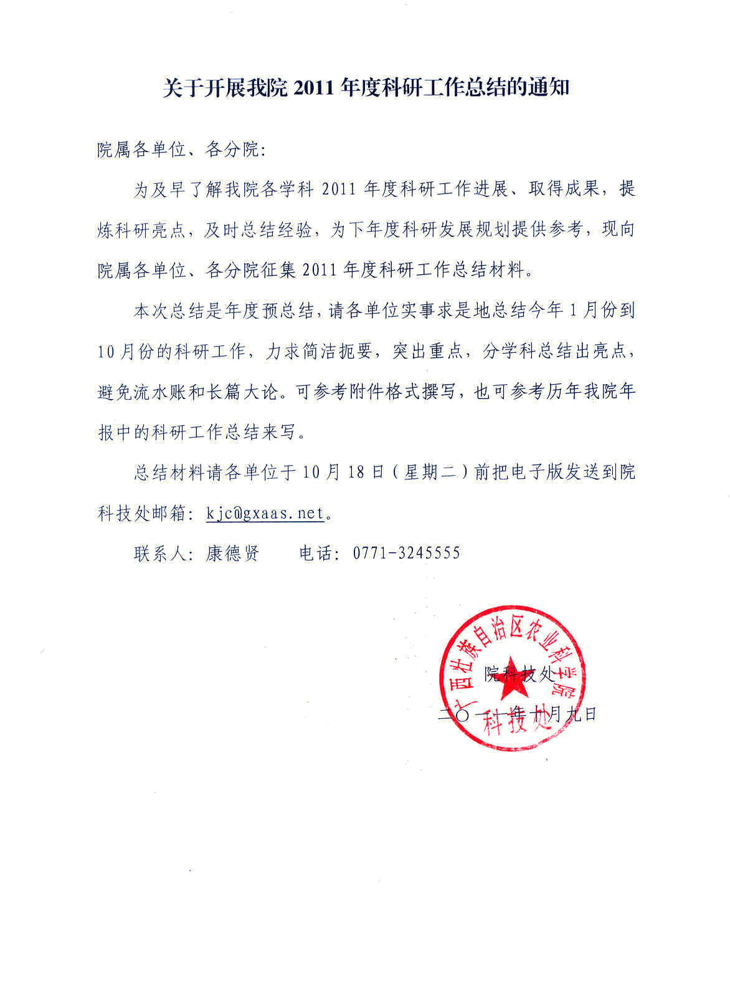 关于开展我院 2011 年度科研工作总结的通知
院属各单位、各分院：
为及早了解我院各学科 2011 年度科研工作进展、取得成果，提
炼科研亮点，及时总结经验，为下年度科研发展规划提供参考，现向
院属各单位、各分院征集 2011 年度科研工作总结材料。
本次总结是年度预总结，请各单位实事求是地总结今年 1 月份到
10 月份的科研工作，力求简洁扼要，突出重点，分学科总结出亮点，
避免流水账和长篇大论。可参考附件格式撰写，也可参考历年我院年
报中的科研工作总结来写。
总结材料请各单位于 10 月 18 日（星期二）前把电子版发送到院
科技处邮箱：kjc@gxaas.net。
联系人：康德贤 电话：0771-3245555
广西壮族自治区农业科学院
院科技处
二〇一一年十月九日
科技处